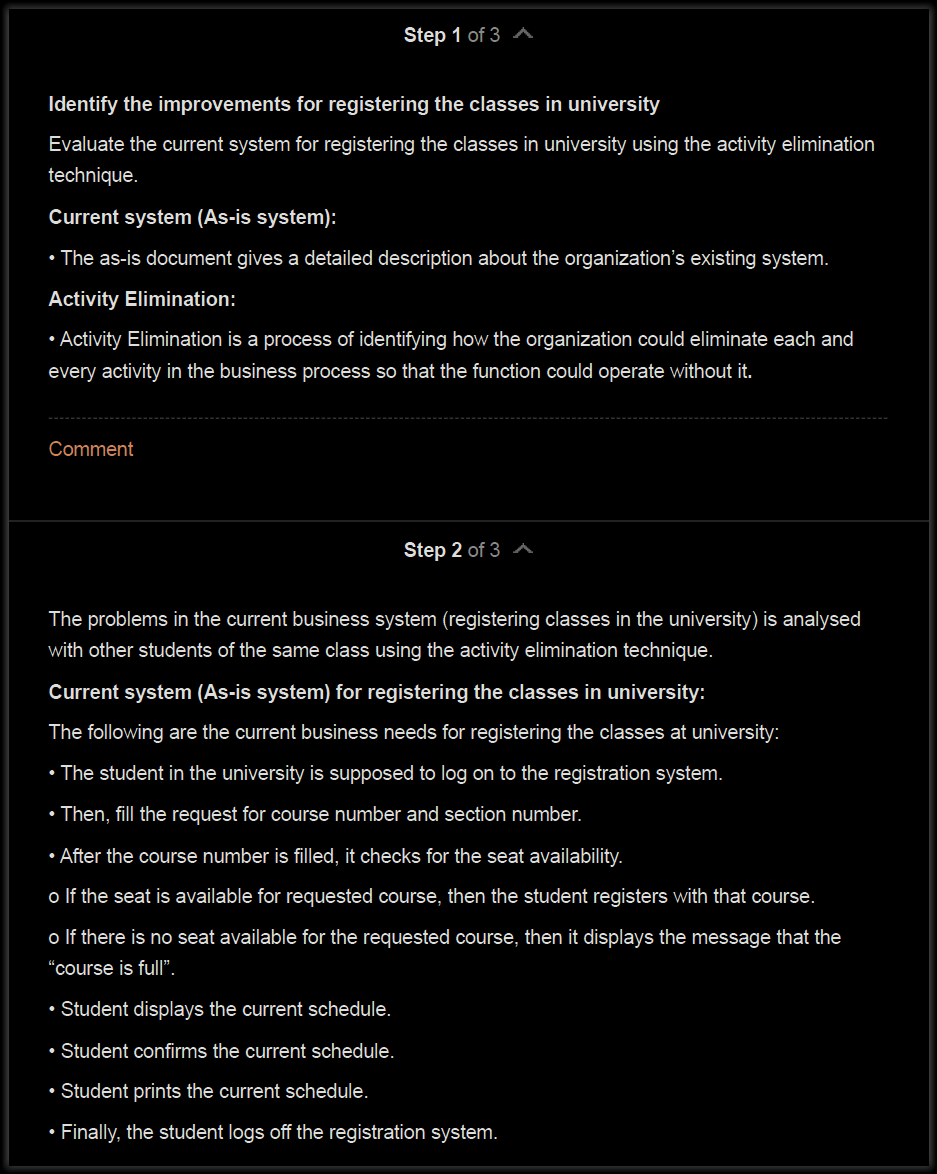 Step 1 of 3
Identify the improvements for registering the classes in university
Evaluate the current system for registering the classes in university using the activity elimination
technique.
Current system (As-is system):
• The as-is document gives a detailed description about the organization’s existing system.
Activity Elimination:
• Activity Elimination is a process of identifying how the organization could eliminate each and
every activity in the business process so that the function could operate without it.
Comment
Step 2 of 3
The problems in the current business system (registering classes in the university) is analysed
with other students of the same class using the activity elimination technique.
Current system (As-is system) for registering the classes in university:
The following are the current business needs for registering the classes at university:
• The student in the university is supposed to log on to the registration system.
• Then, fill the request for course number and section number.
• After the course number is filled, it checks for the seat availability.
o If the seat is available for requested course, then the student registers with that course.
o If there is no seat available for the requested course, then it displays the message that the
“course is full”.
• Student displays the current schedule.
• Student confirms the current schedule.
• Student prints the current schedule.
• Finally, the student logs off the registration system.